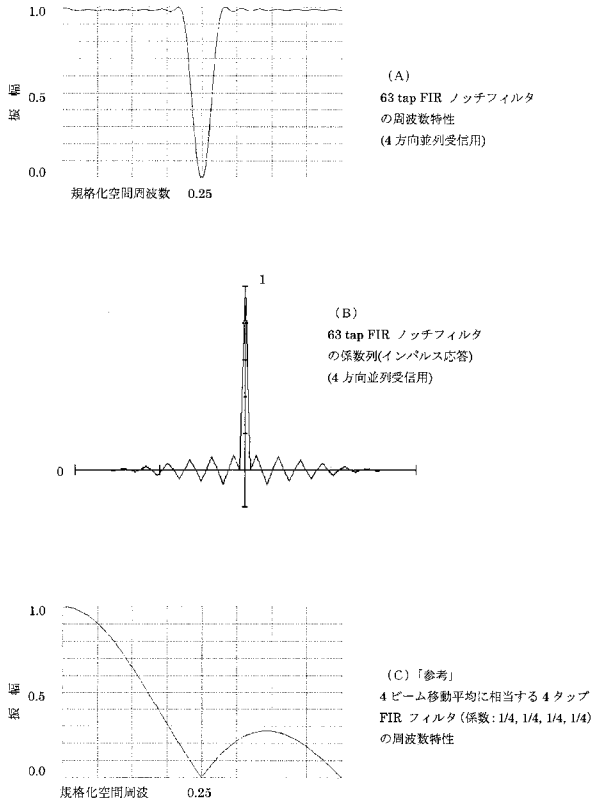 1.0
振幅
0.5
0.0
規格化空間周波数 0.25
(A)
63 tap FIR ノッチフィルタ
の周波数特性
(4 方向並列受信用)
1
0
(B)
63 tap FIR ノッチフィルタ
の係数列(インパルス応答)
(4 方向並列受信用)
1.0
振幅
0.5
0.0
規格化空間周波 0.25
(C)「参考」
4 ビーム移動平均に相当する 4 タップ
FIR フィルタ(係数: 1/4, 1/4, 1/4, 1/4)
の周波数特性